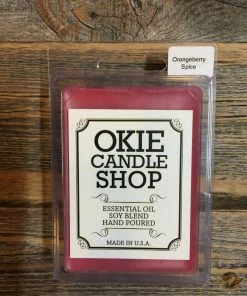 Orangeberry
Spice
OKIE
CANDLE
SHOP
ESSENTIAL OIL
SOY BLEND
HAND POURED
MADE IN U.S.A.